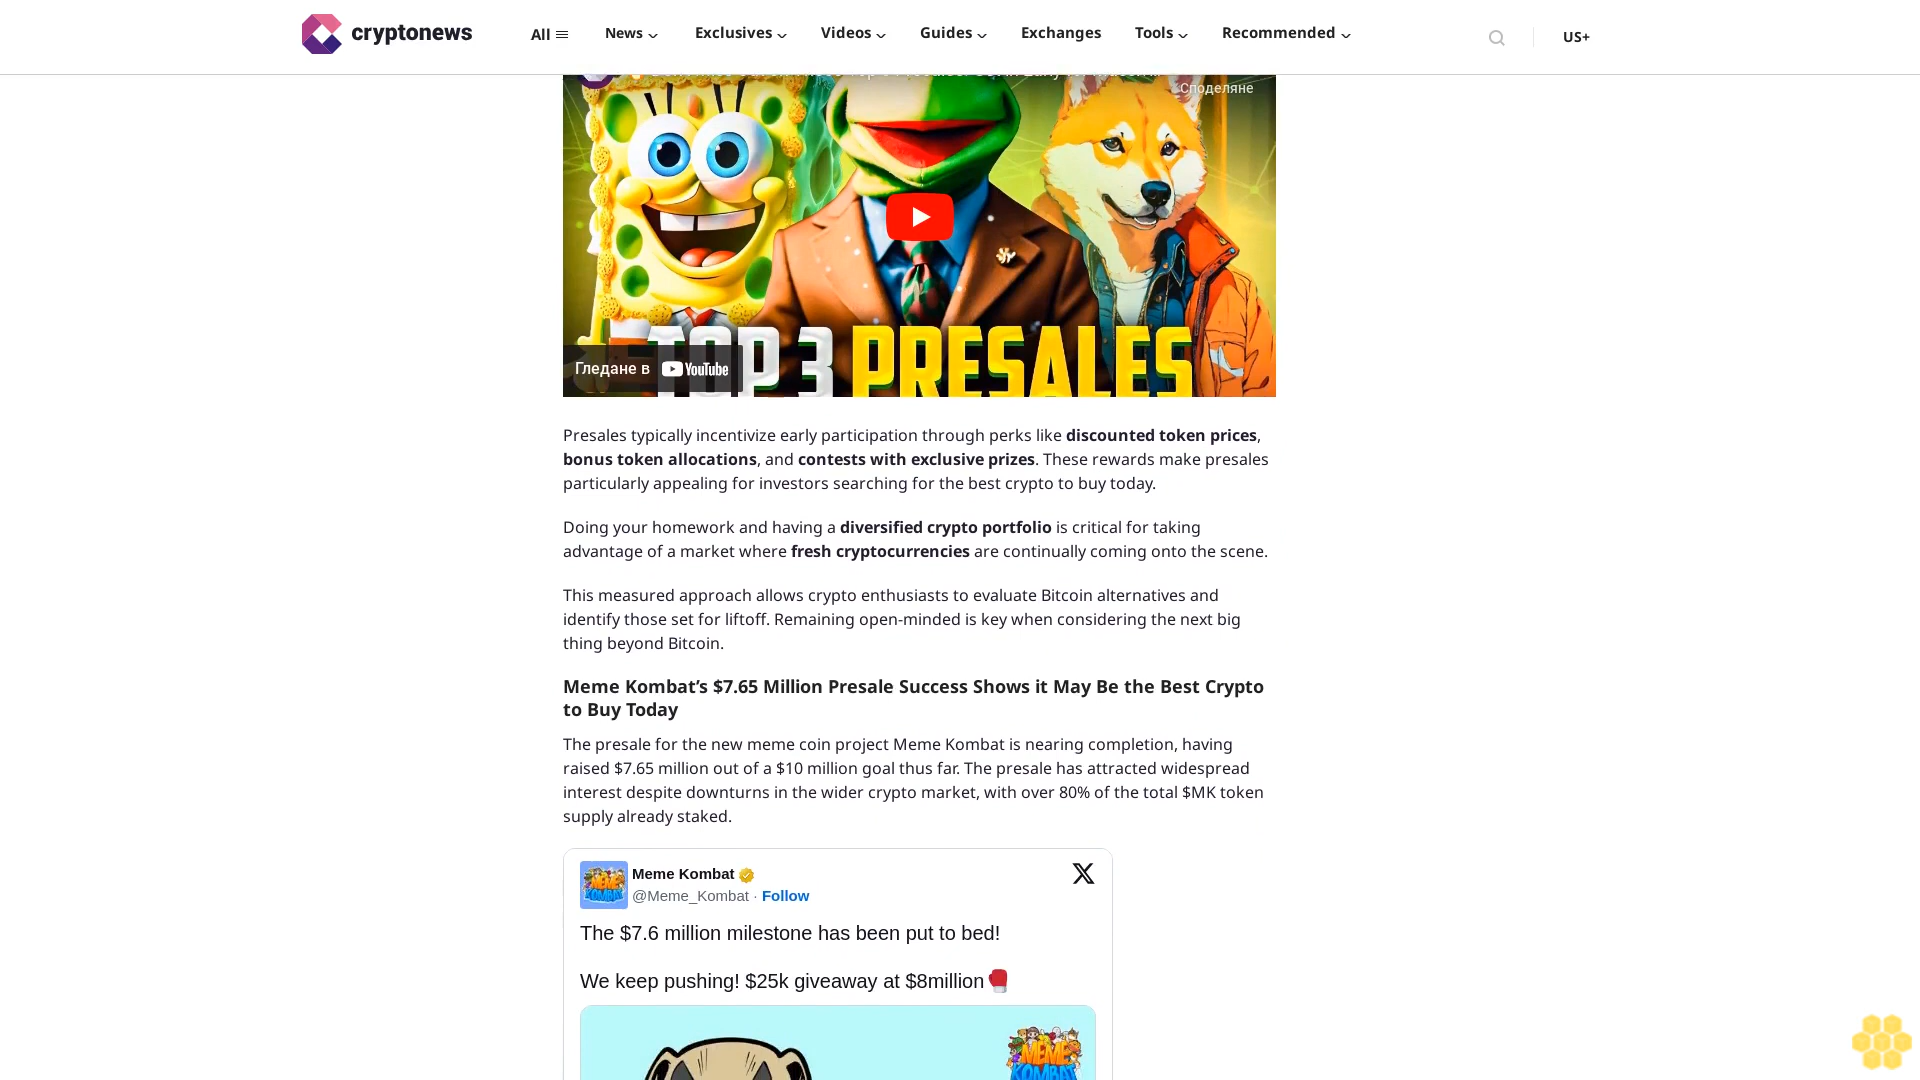 cryptonews
All
News
Exclusives
Videos
Guides
Exchanges
Tools
Recommended
US+
Споделяне
TOP 3 PRESALES
Гледане в YouTube
Presales typically incentivize early participation through perks like discounted token prices,
bonus token allocations, and contests with exclusive prizes. These rewards make presales
particularly appealing for investors searching for the best crypto to buy today.
Doing your homework and having a diversified crypto portfolio is critical for taking
advantage of a market where fresh cryptocurrencies are continually coming onto the scene.
This measured approach allows crypto enthusiasts to evaluate Bitcoin alternatives and
identify those set for liftoff. Remaining open-minded is key when considering the next big
thing beyond Bitcoin.
Meme Kombat’s $7.65 Million Presale Success Shows it May Be the Best Crypto
to Buy Today
The presale for the new meme coin project Meme Kombat is nearing completion, having
raised $7.65 million out of a $10 million goal thus far. The presale has attracted widespread
interest despite downturns in the wider crypto market, with over 80% of the total $MK token
supply already staked.
Meme Kombat
@Meme_Kombat · Follow
The $7.6 million milestone has been put to bed!
We keep pushing! $25k giveaway at $8million
MEME
KOMBAT